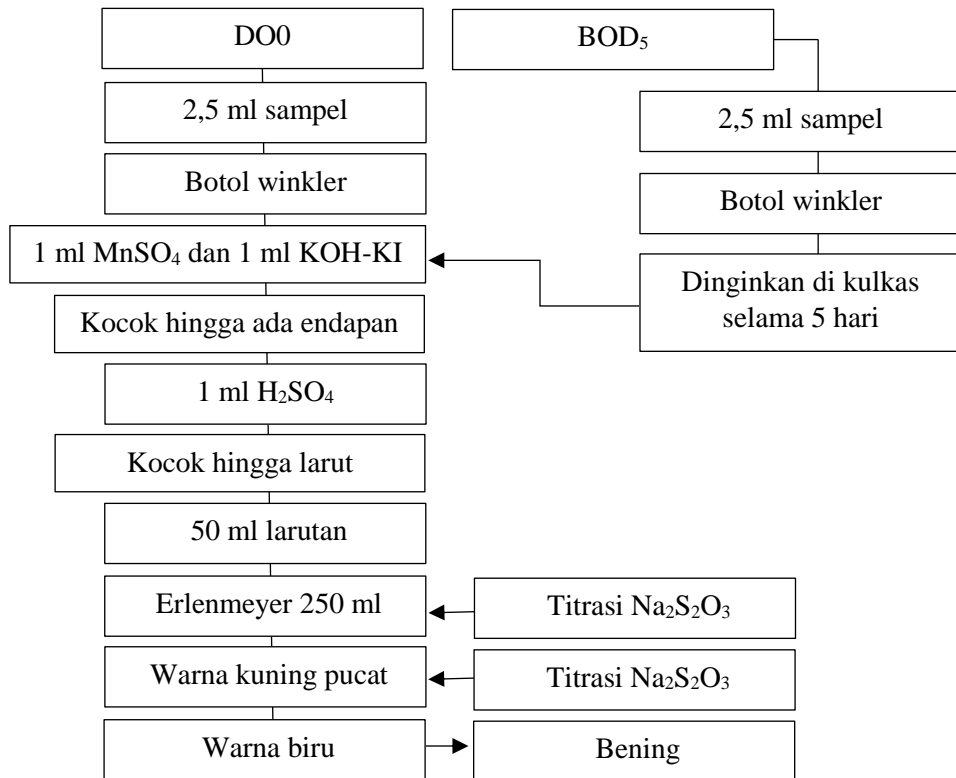 DO0
BOD₅
2,5 ml sampel
2,5 ml sampel
Botol winkler
Botol winkler
1 ml MnSO₄ dan 1 ml KOH-KI
Dinginkan di kulkas
selama 5 hari
Kocok hingga ada endapan
1 ml H₂SO₄
Kocok hingga larut
50 ml larutan
Erlenmeyer 250 ml
Titrasi Na₂S₂O₃
Warna kuning pucat
Titrasi Na₂S₂O₃
Warna biru
Bening